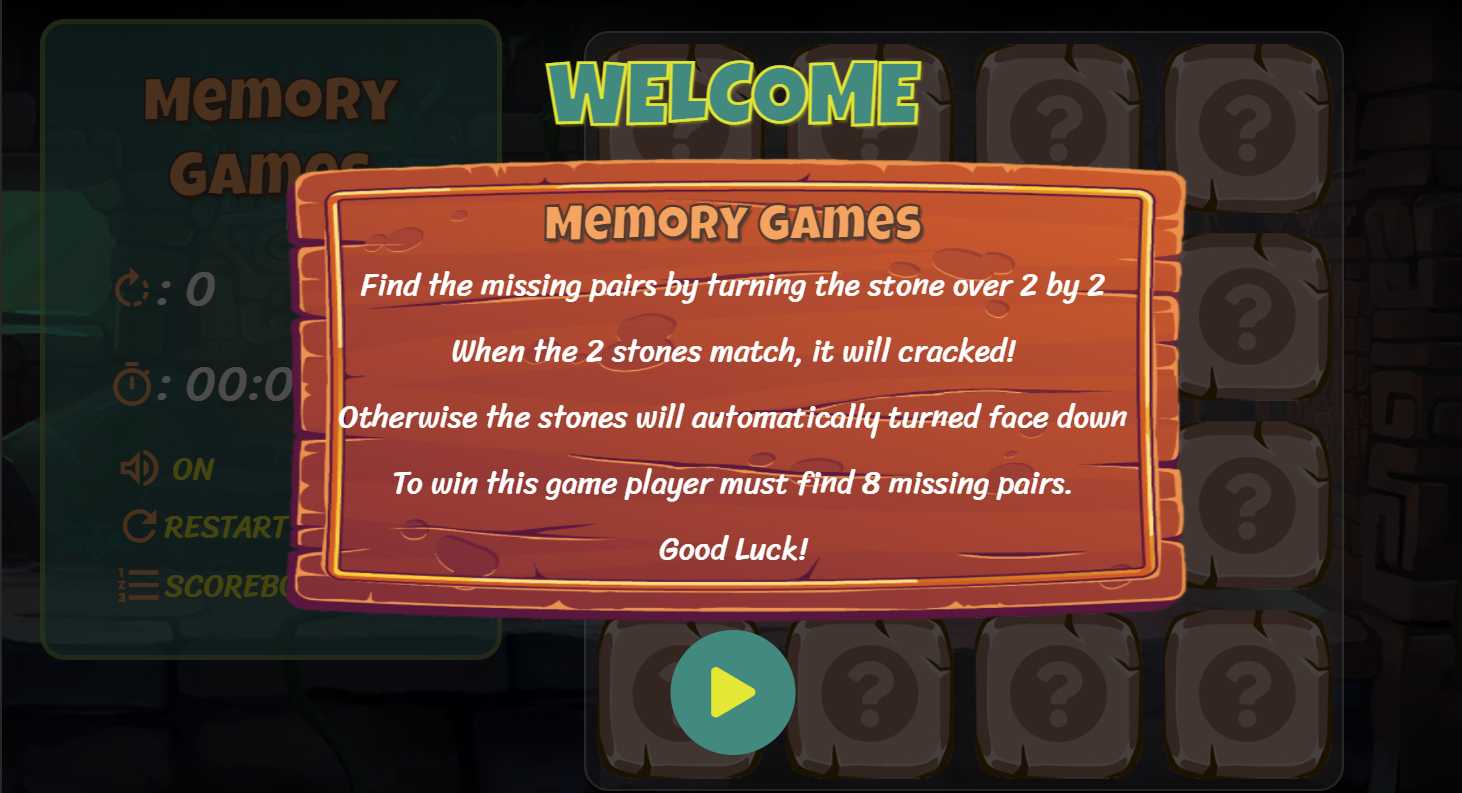 WELCOME
MEMORY GAMES
Find the missing pairs by turning the stone over 2 by 2
When the 2 stones match, it will cracked!
Otherwise the stones will automatically turned face down
To win this game player must find 8 missing pairs.
Good Luck!
MEMORY
GAMES
: 0
: 00:0
ON
RESTART
? ? ? ?
?
?
? ? ? ?